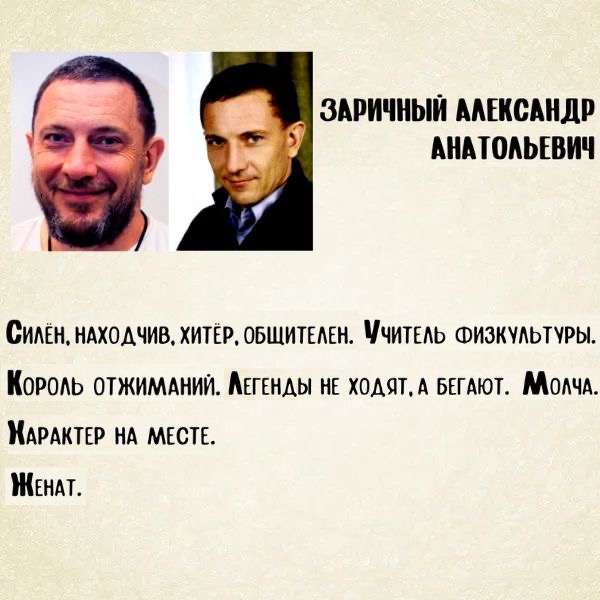 ЗАРИЧНЫЙ АЛЕКСАНДР
АНАТОЛЬЕВИЧ
Силён, находчив, хитёр, общителен. Учитель физкультуры.
Король отжиманий. Легенды не ходят, а бегают. Молча.
Характер на месте.
Женат.